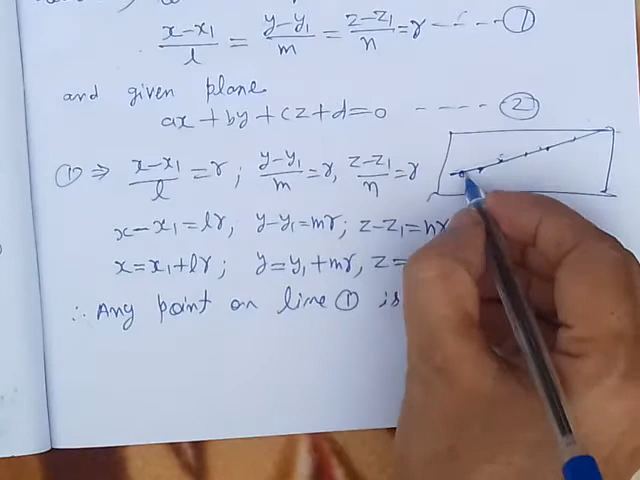 x-x₁/l = y-y₁/m = z-z₁/n = r ---- ①
and given plane
ax+by+cz+d=0 ---- ②
① ⇒ x-x₁/l = r ; y-y₁/m = r, z-z₁/n = r
x-x₁=lr, y-y₁=mr; z-z₁=nr
x=x₁+lr; y=y₁+mr, z=
∴ Any point on line ① is